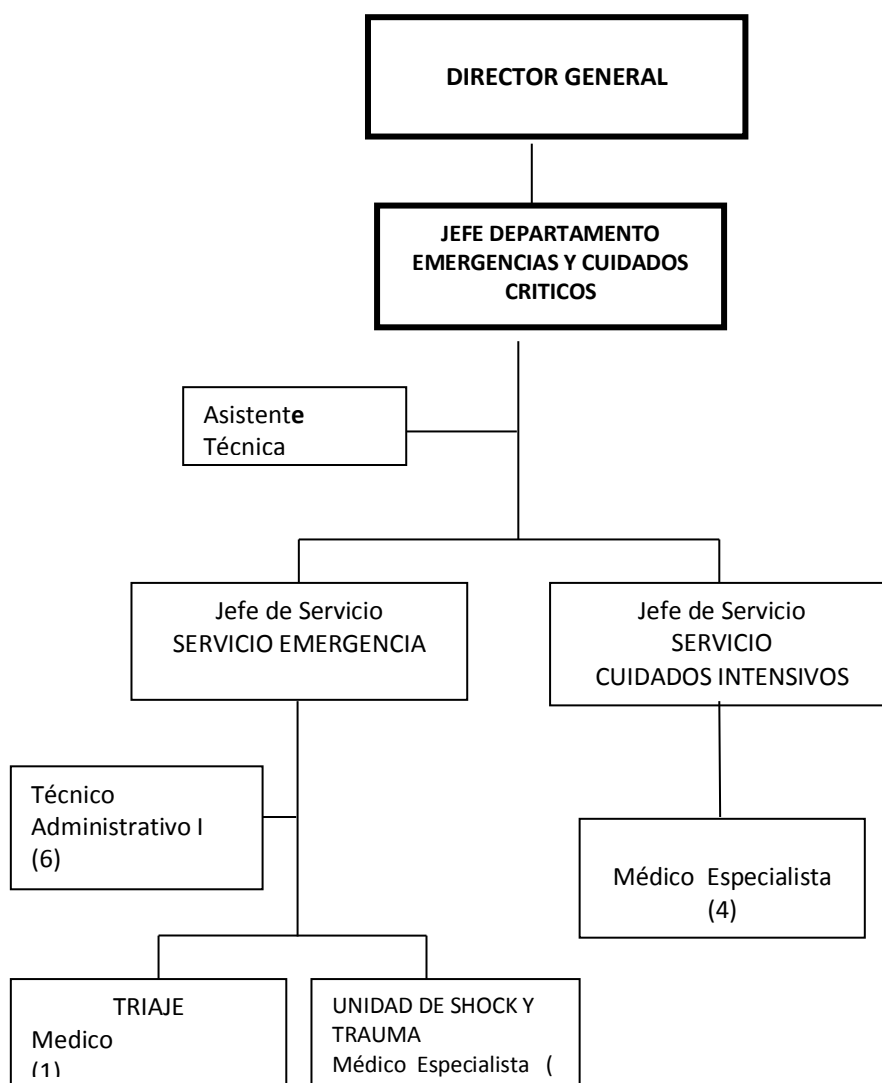 DIRECTOR GENERAL
JEFE DEPARTAMENTO
EMERGENCIAS Y CUIDADOS
CRITICOS
Asistente
Técnica
Jefe de Servicio
SERVICIO EMERGENCIA
Jefe de Servicio
SERVICIO
CUIDADOS INTENSIVOS
Técnico
Administrativo I
(6)
Médico Especialista
(4)
TRIAJE
Medico
(1)
UNIDAD DE SHOCK Y
TRAUMA
Médico Especialista (